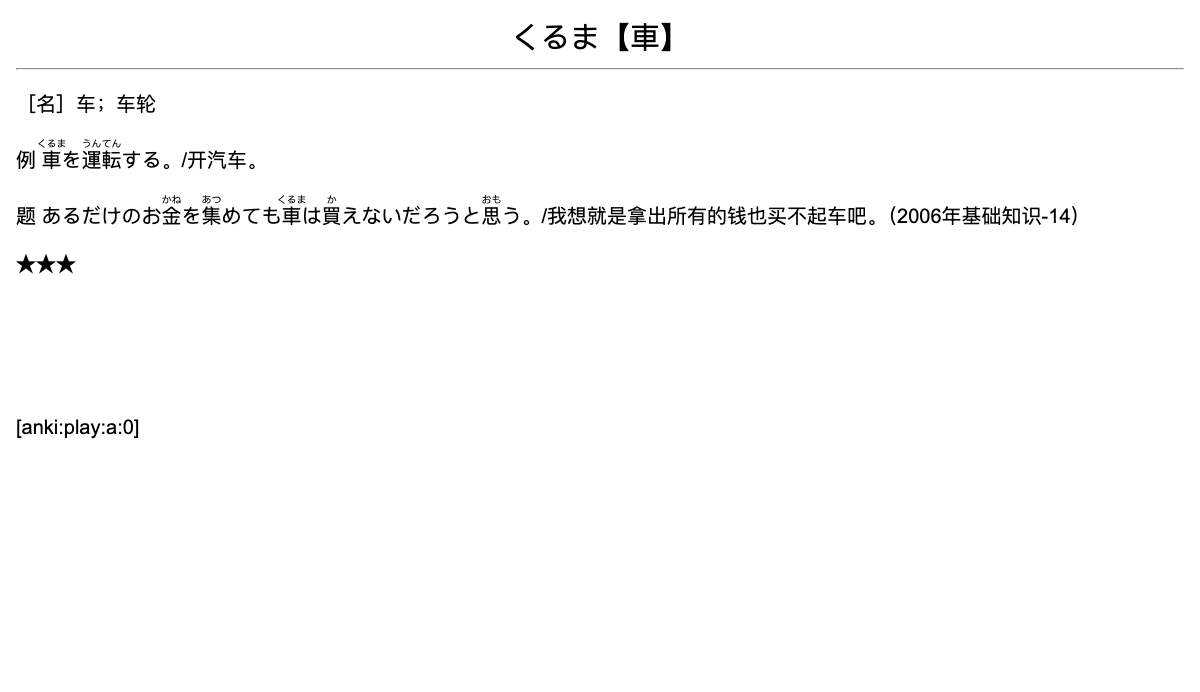 くるま【車】
［名］车；车轮
例 車を運転する。/开汽车。
くるま うんてん
题 あるだけのお金を集めても車は買えないだろうと思う。/我想就是拿出所有的钱也买不起车吧。（2006年基础知识-14）
かね あつ くるま か おも
★★★
[anki:play:a:0]